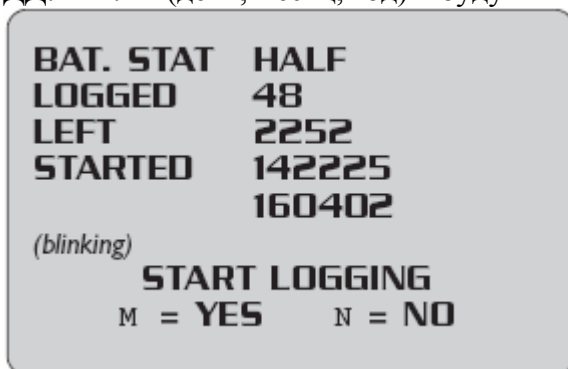 BAT. STAT HALF
LOGGED 48
LEFT 2252
STARTED 142225
160402
(blinking)
START LOGGING
M = YES N = NO